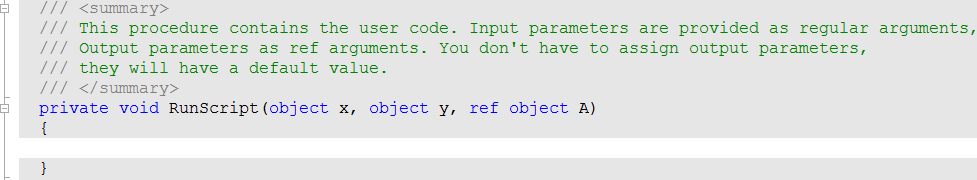 /// <summary>
/// This procedure contains the user code. Input parameters are provided as regular arguments,
/// Output parameters as ref arguments. You don't have to assign output parameters,
/// they will have a default value.
/// </summary>
private void RunScript(object x, object y, ref object A)
{
}